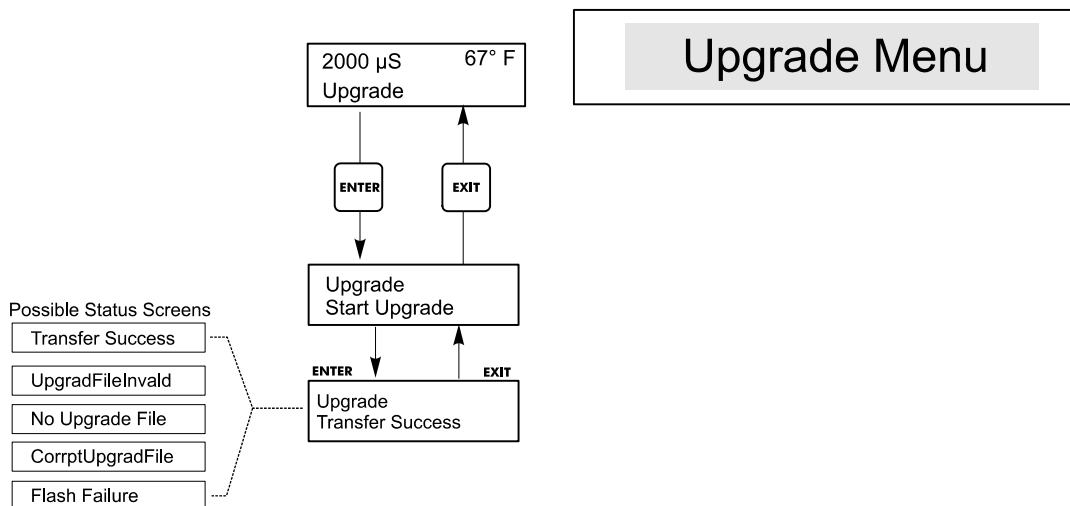 Upgrade Menu
2000 µS 67° F
Upgrade
ENTER EXIT
Upgrade
Start Upgrade
Possible Status Screens
Transfer Success
UpgradFileInvald
No Upgrade File
CorrptUpgradFile
Flash Failure
ENTER EXIT
Upgrade
Transfer Success